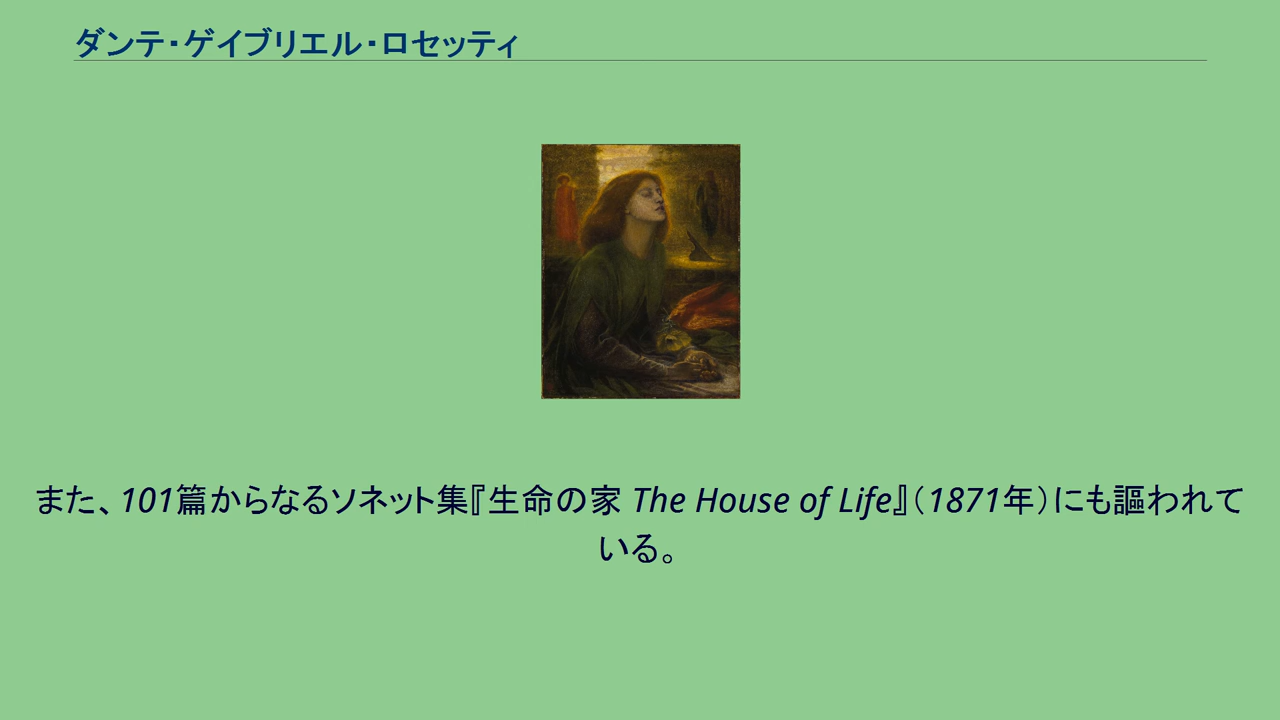 ダンテ・ゲイブリエル・ロセッティ
また、101篇からなるソネット集『生命の家 The House of Life』（1871年）にも謳われて
いる。